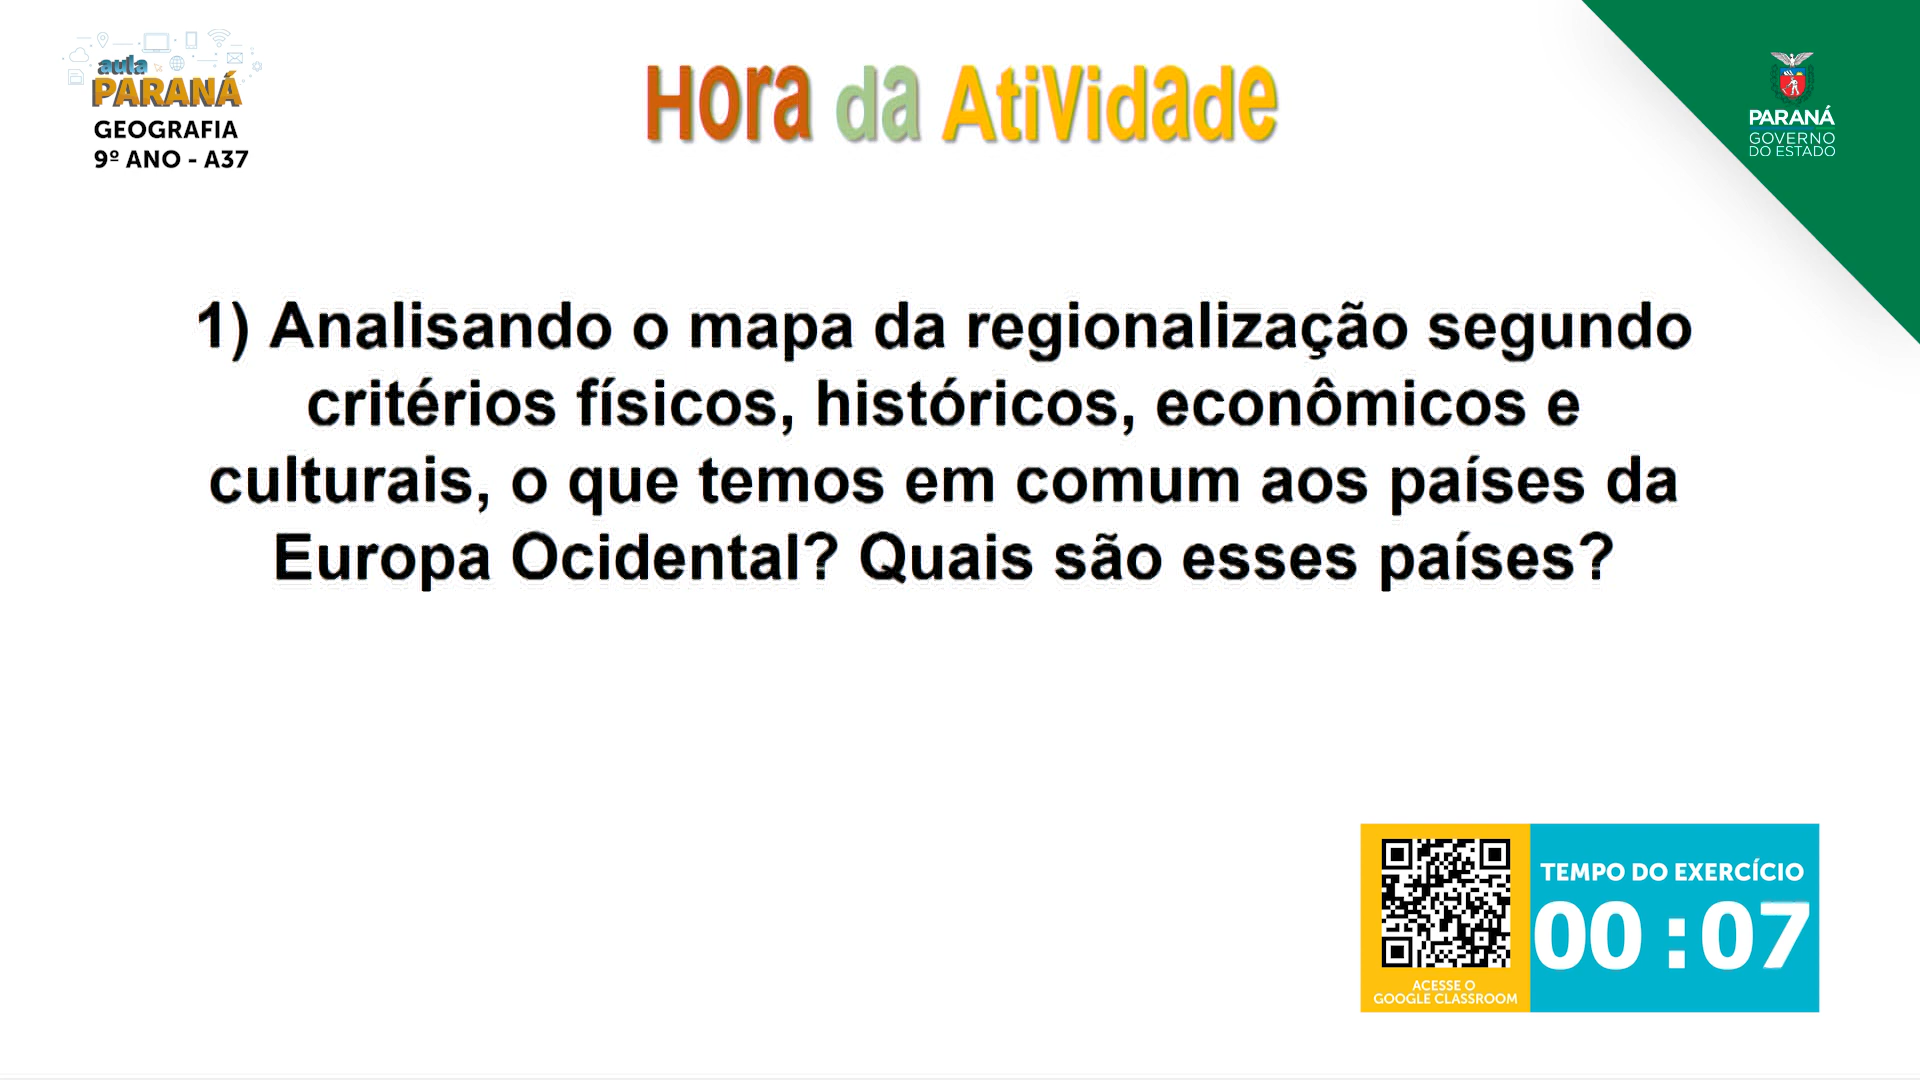 aula
PARANÁ
GEOGRAFIA
9º ANO - A37
Hora da AtiVidade
PARANÁ
GOVERNO
DO ESTADO
1) Analisando o mapa da regionalização segundo
critérios físicos, históricos, econômicos e
culturais, o que temos em comum aos países da
Europa Ocidental? Quais são esses países?
TEMPO DO EXERCÍCIO
00 : 07
ACESSE O
GOOGLE CLASSROOM